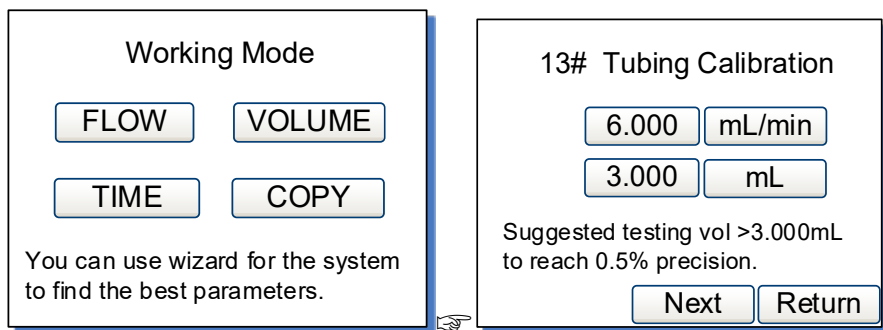 Working Mode
FLOW VOLUME
TIME COPY
You can use wizard for the system
to find the best parameters.
13# Tubing Calibration
6.000 mL/min
3.000 mL
Suggested testing vol >3.000mL
to reach 0.5% precision.
Next Return